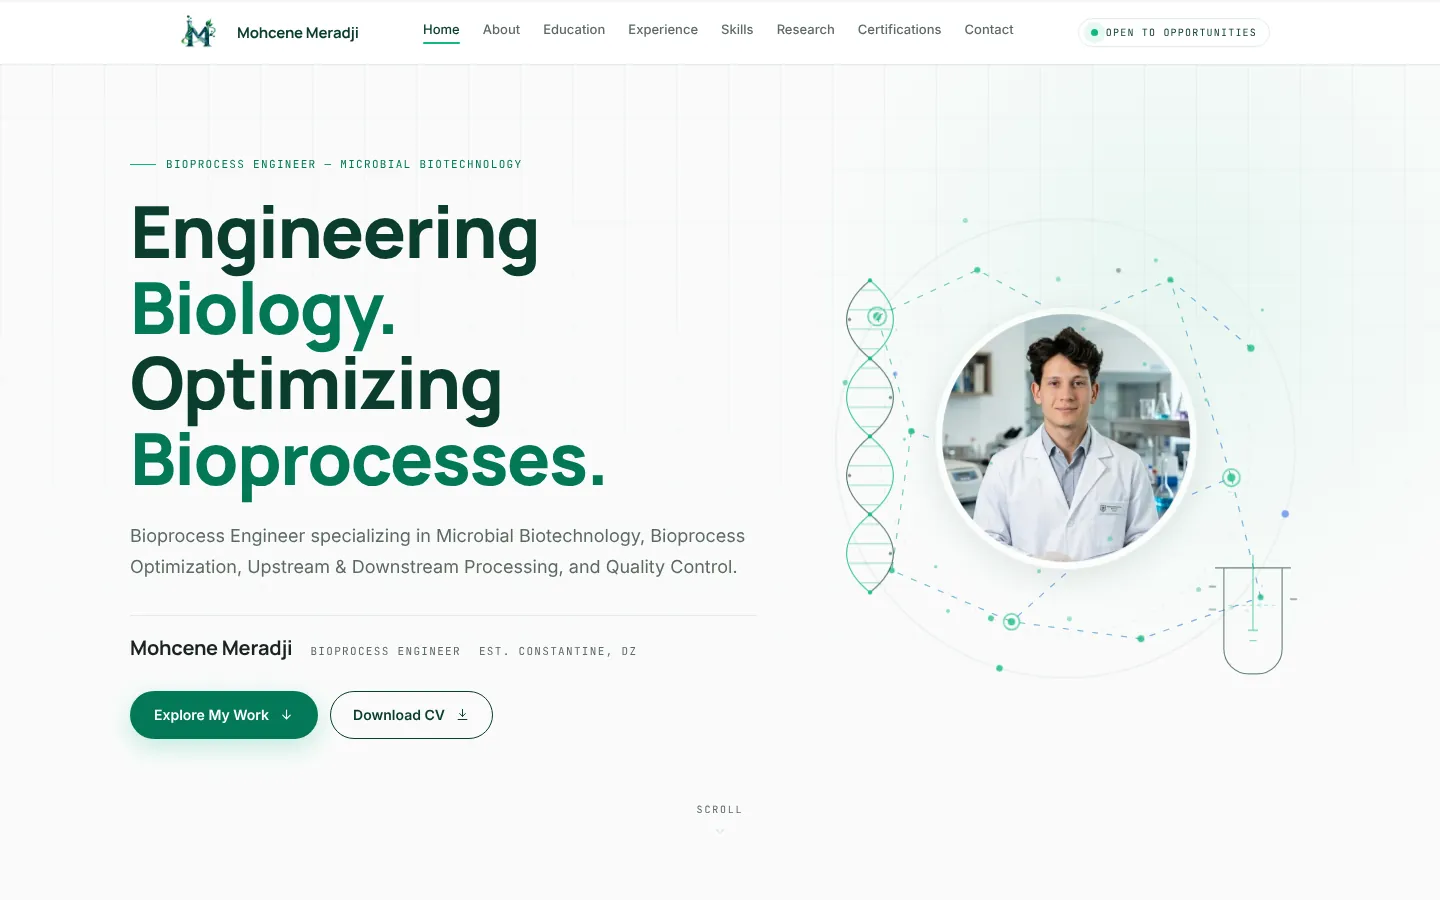 M
Mohcene Meradji
Home
About
Education
Experience
Skills
Research
Certifications
Contact
OPEN TO OPPORTUNITIES
BIOPROCESS ENGINEER — MICROBIAL BIOTECHNOLOGY
Engineering
Biology.
Optimizing
Bioprocesses.
Bioprocess Engineer specializing in Microbial Biotechnology, Bioprocess
Optimization, Upstream & Downstream Processing, and Quality Control.
Mohcene Meradji
BIOPROCESS ENGINEER
EST. CONSTANTINE, DZ
Explore My Work
Download CV
SCROLL